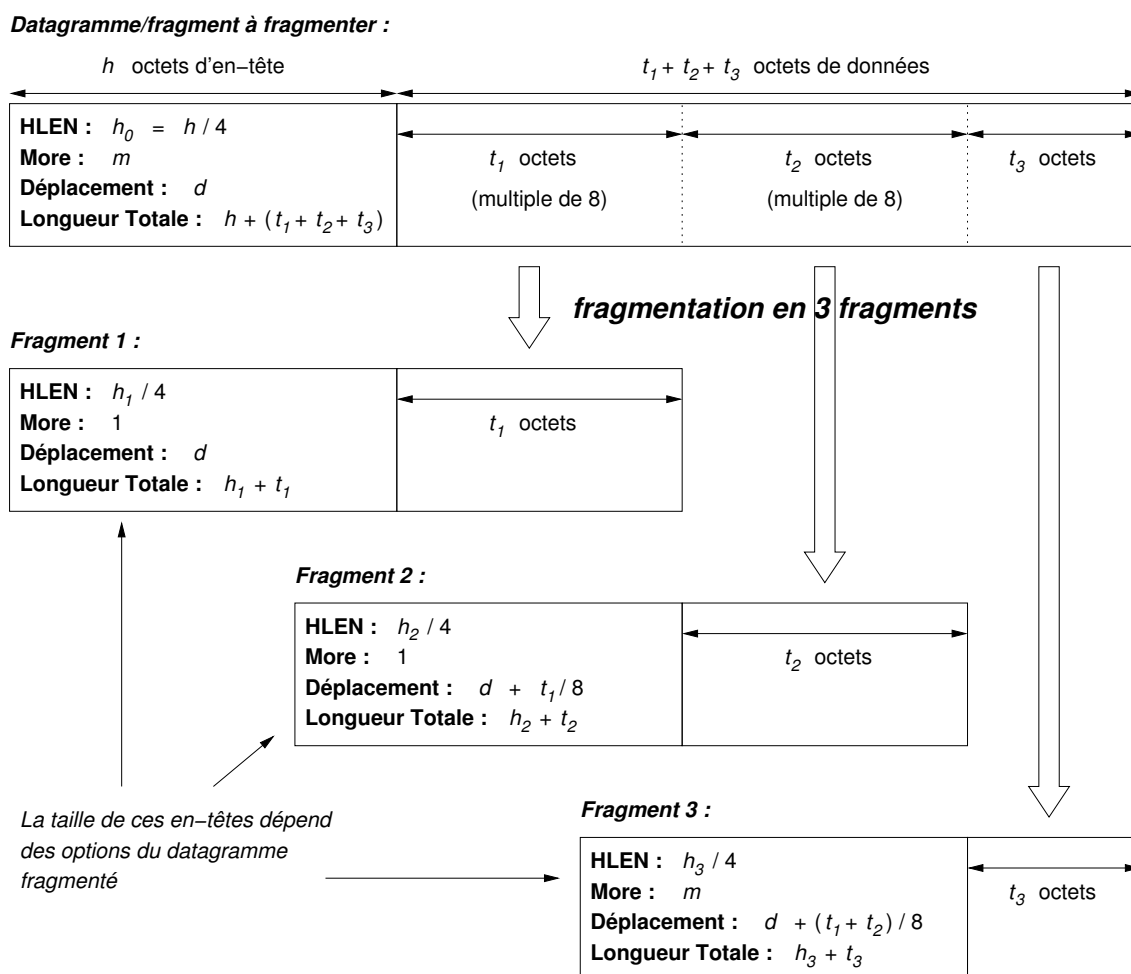 Datagramme/fragment à fragmenter :
h octets d'en−tête
t1 + t2 + t3 octets de données
HLEN : h0 = h / 4
More : m
Déplacement : d
Longueur Totale : h + ( t1 + t2 + t3 )
t1 octets
(multiple de 8)
t2 octets
(multiple de 8)
t3 octets
fragmentation en 3 fragments
Fragment 1 :
HLEN : h1 / 4
More : 1
Déplacement : d
Longueur Totale : h1 + t1
t1 octets
Fragment 2 :
HLEN : h2 / 4
More : 1
Déplacement : d + t1 / 8
Longueur Totale : h2 + t2
t2 octets
La taille de ces en−têtes dépend
des options du datagramme
fragmenté
Fragment 3 :
HLEN : h3 / 4
More : m
Déplacement : d + ( t1 + t2 ) / 8
Longueur Totale : h3 + t3
t3 octets